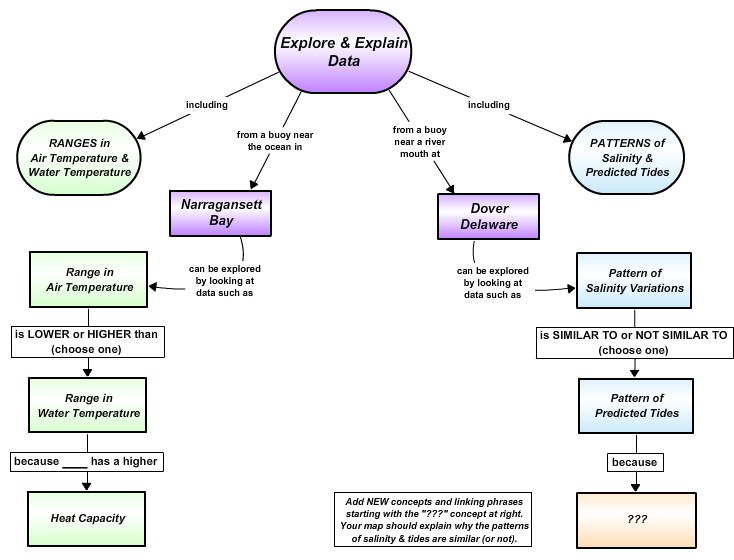 Explore & Explain
Data
including
including
from a buoy near
the ocean in
from a buoy
near a river
mouth at
RANGES in
Air Temperature &
Water Temperature
PATTERNS of
Salinity &
Predicted Tides
Narragansett
Bay
Dover
Delaware
can be explored
by looking at
data such as
can be explored
by looking at
data such as
Range in
Air Temperature
Pattern of
Salinity Variations
is LOWER or HIGHER than
(choose one)
is SIMILAR TO or NOT SIMILAR TO
(choose one)
Range in
Water Temperature
Pattern of
Predicted Tides
because ____ has a higher
because
Heat Capacity
Add NEW concepts and linking phrases
starting with the "???" concept at right.
Your map should explain why the patterns
of salinity & tides are similar (or not).
???